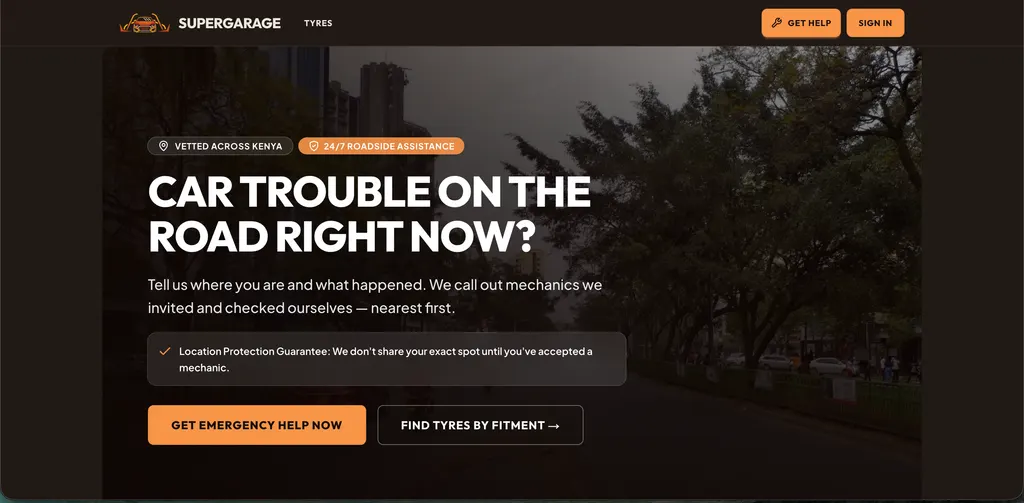 SUPERGARAGE
TYRES
GET HELP
SIGN IN
VETTED ACROSS KENYA
24/7 ROADSIDE ASSISTANCE
CAR TROUBLE ON THE
ROAD RIGHT NOW?
Tell us where you are and what happened. We call out mechanics we
invited and checked ourselves — nearest first.
Location Protection Guarantee: We don't share your exact spot until you've accepted a
mechanic.
GET EMERGENCY HELP NOW
FIND TYRES BY FITMENT →